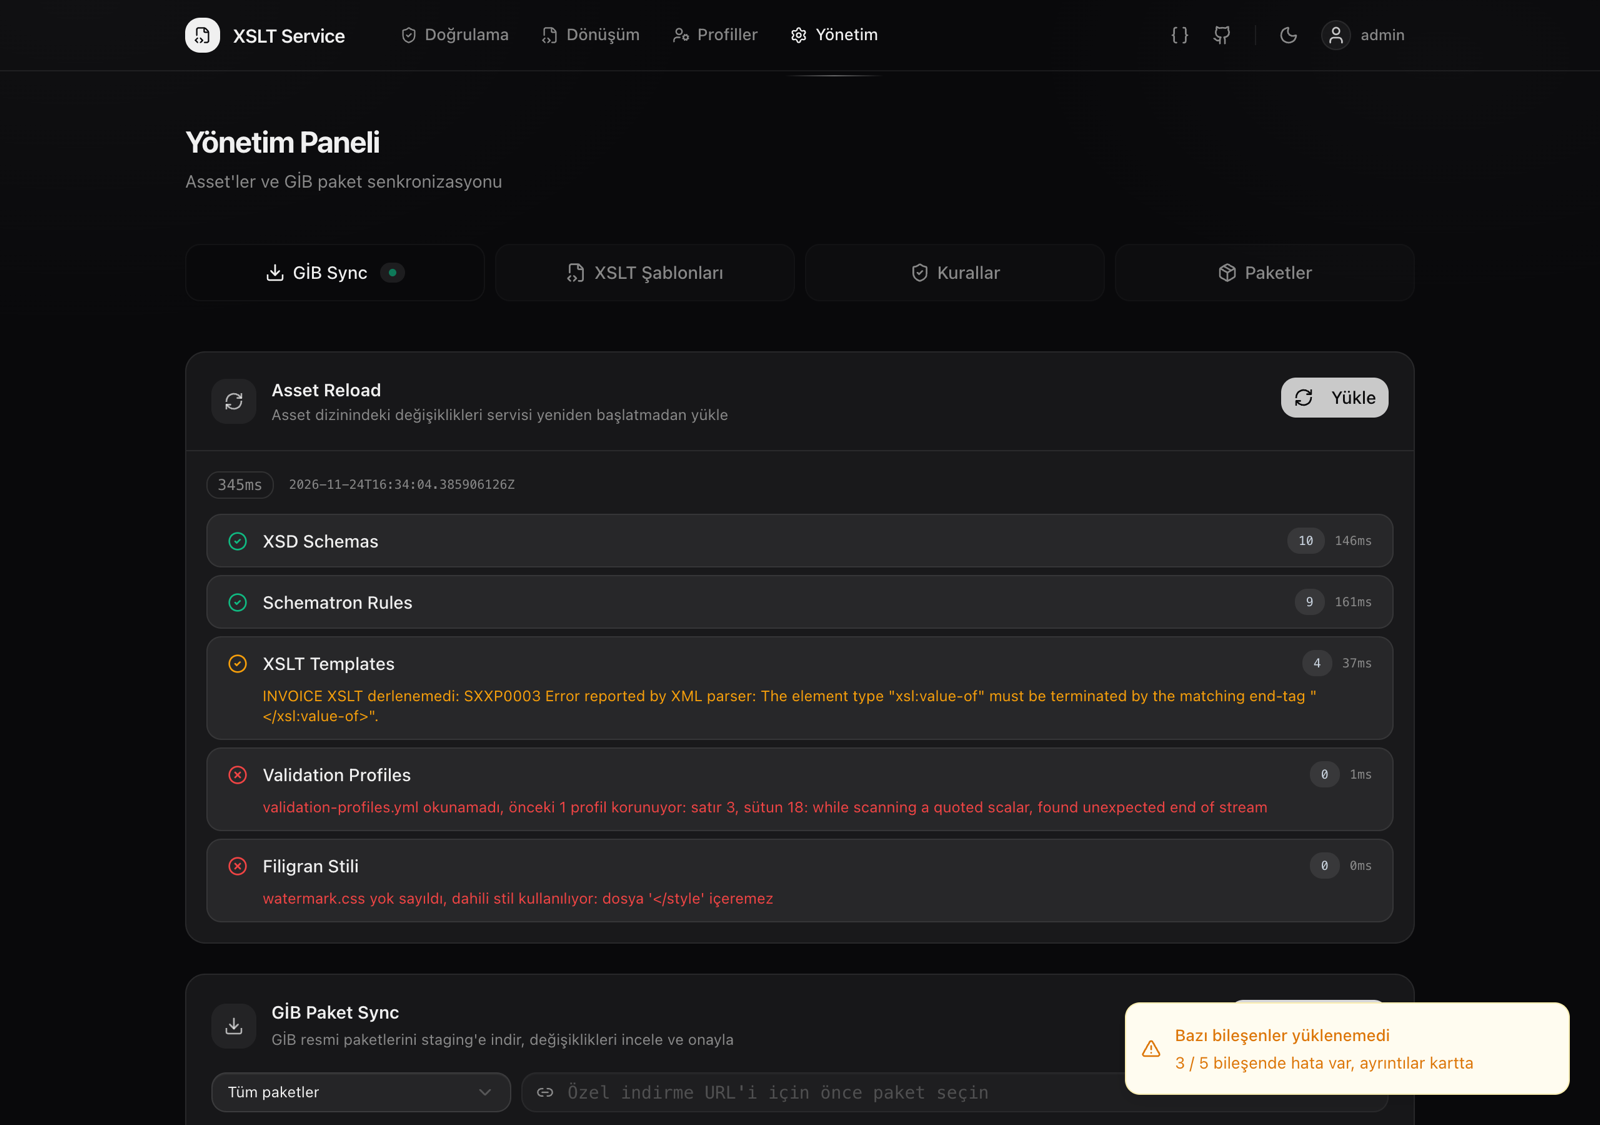 XSLT Service
Doğrulama
Dönüşüm
Profiller
Yönetim
admin
Yönetim Paneli
Asset'ler ve GİB paket senkronizasyonu
GİB Sync
XSLT Şablonları
Kurallar
Paketler
Asset Reload
Asset dizinindeki değişiklikleri servisi yeniden başlatmadan yükle
Yükle
345ms
2026-11-24T16:34:04.385906126Z
XSD Schemas
10
146ms
Schematron Rules
9
161ms
XSLT Templates
4
37ms
INVOICE XSLT derlenemedi: SXXP0003 Error reported by XML parser: The element type "xsl:value-of" must be terminated by the matching end-tag "
</xsl:value-of>".
Validation Profiles
0
1ms
validation-profiles.yml okunamadı, önceki 1 profil korunuyor: satır 3, sütun 18: while scanning a quoted scalar, found unexpected end of stream
Filigran Stili
0
0ms
watermark.css yok sayıldı, dahili stil kullanılıyor: dosya '</style' içeremez
GİB Paket Sync
GİB resmi paketlerini staging'e indir, değişiklikleri incele ve onayla
Tüm paketler
Özel indirme URL'i için önce paket seçin
Bazı bileşenler yüklenemedi
3 / 5 bileşende hata var, ayrıntılar kartta